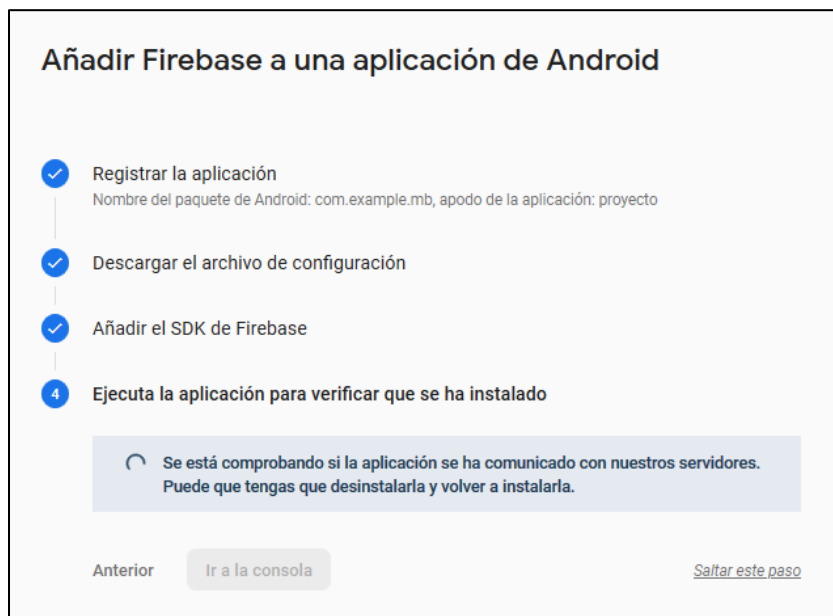 Añadir Firebase a una aplicación de Android
Registrar la aplicación
Nombre del paquete de Android: com.example.mb, apodo de la aplicación: proyecto
Descargar el archivo de configuración
Añadir el SDK de Firebase
4 Ejecuta la aplicación para verificar que se ha instalado
Se está comprobando si la aplicación se ha comunicado con nuestros servidores.
Puede que tengas que desinstalarla y volver a instalarla.
Anterior Ir a la consola Saltar este paso